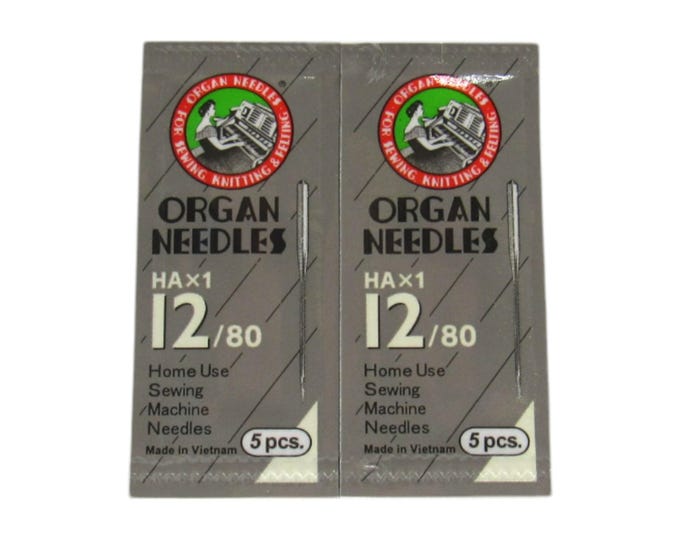 ORGAN NEEDLES
FOR SEWING, KNITTING & FELTING
®
ORGAN
NEEDLES
HA×1
12/80
Home Use
Sewing
Machine
Needles
Made in Vietnam
5 pcs.
ORGAN NEEDLES
FOR SEWING, KNITTING & FELTING
ORGAN
NEEDLES
HA×1
12/80
Home Use
Sewing
Machine
Needles
Made in Vietnam
5 pcs.